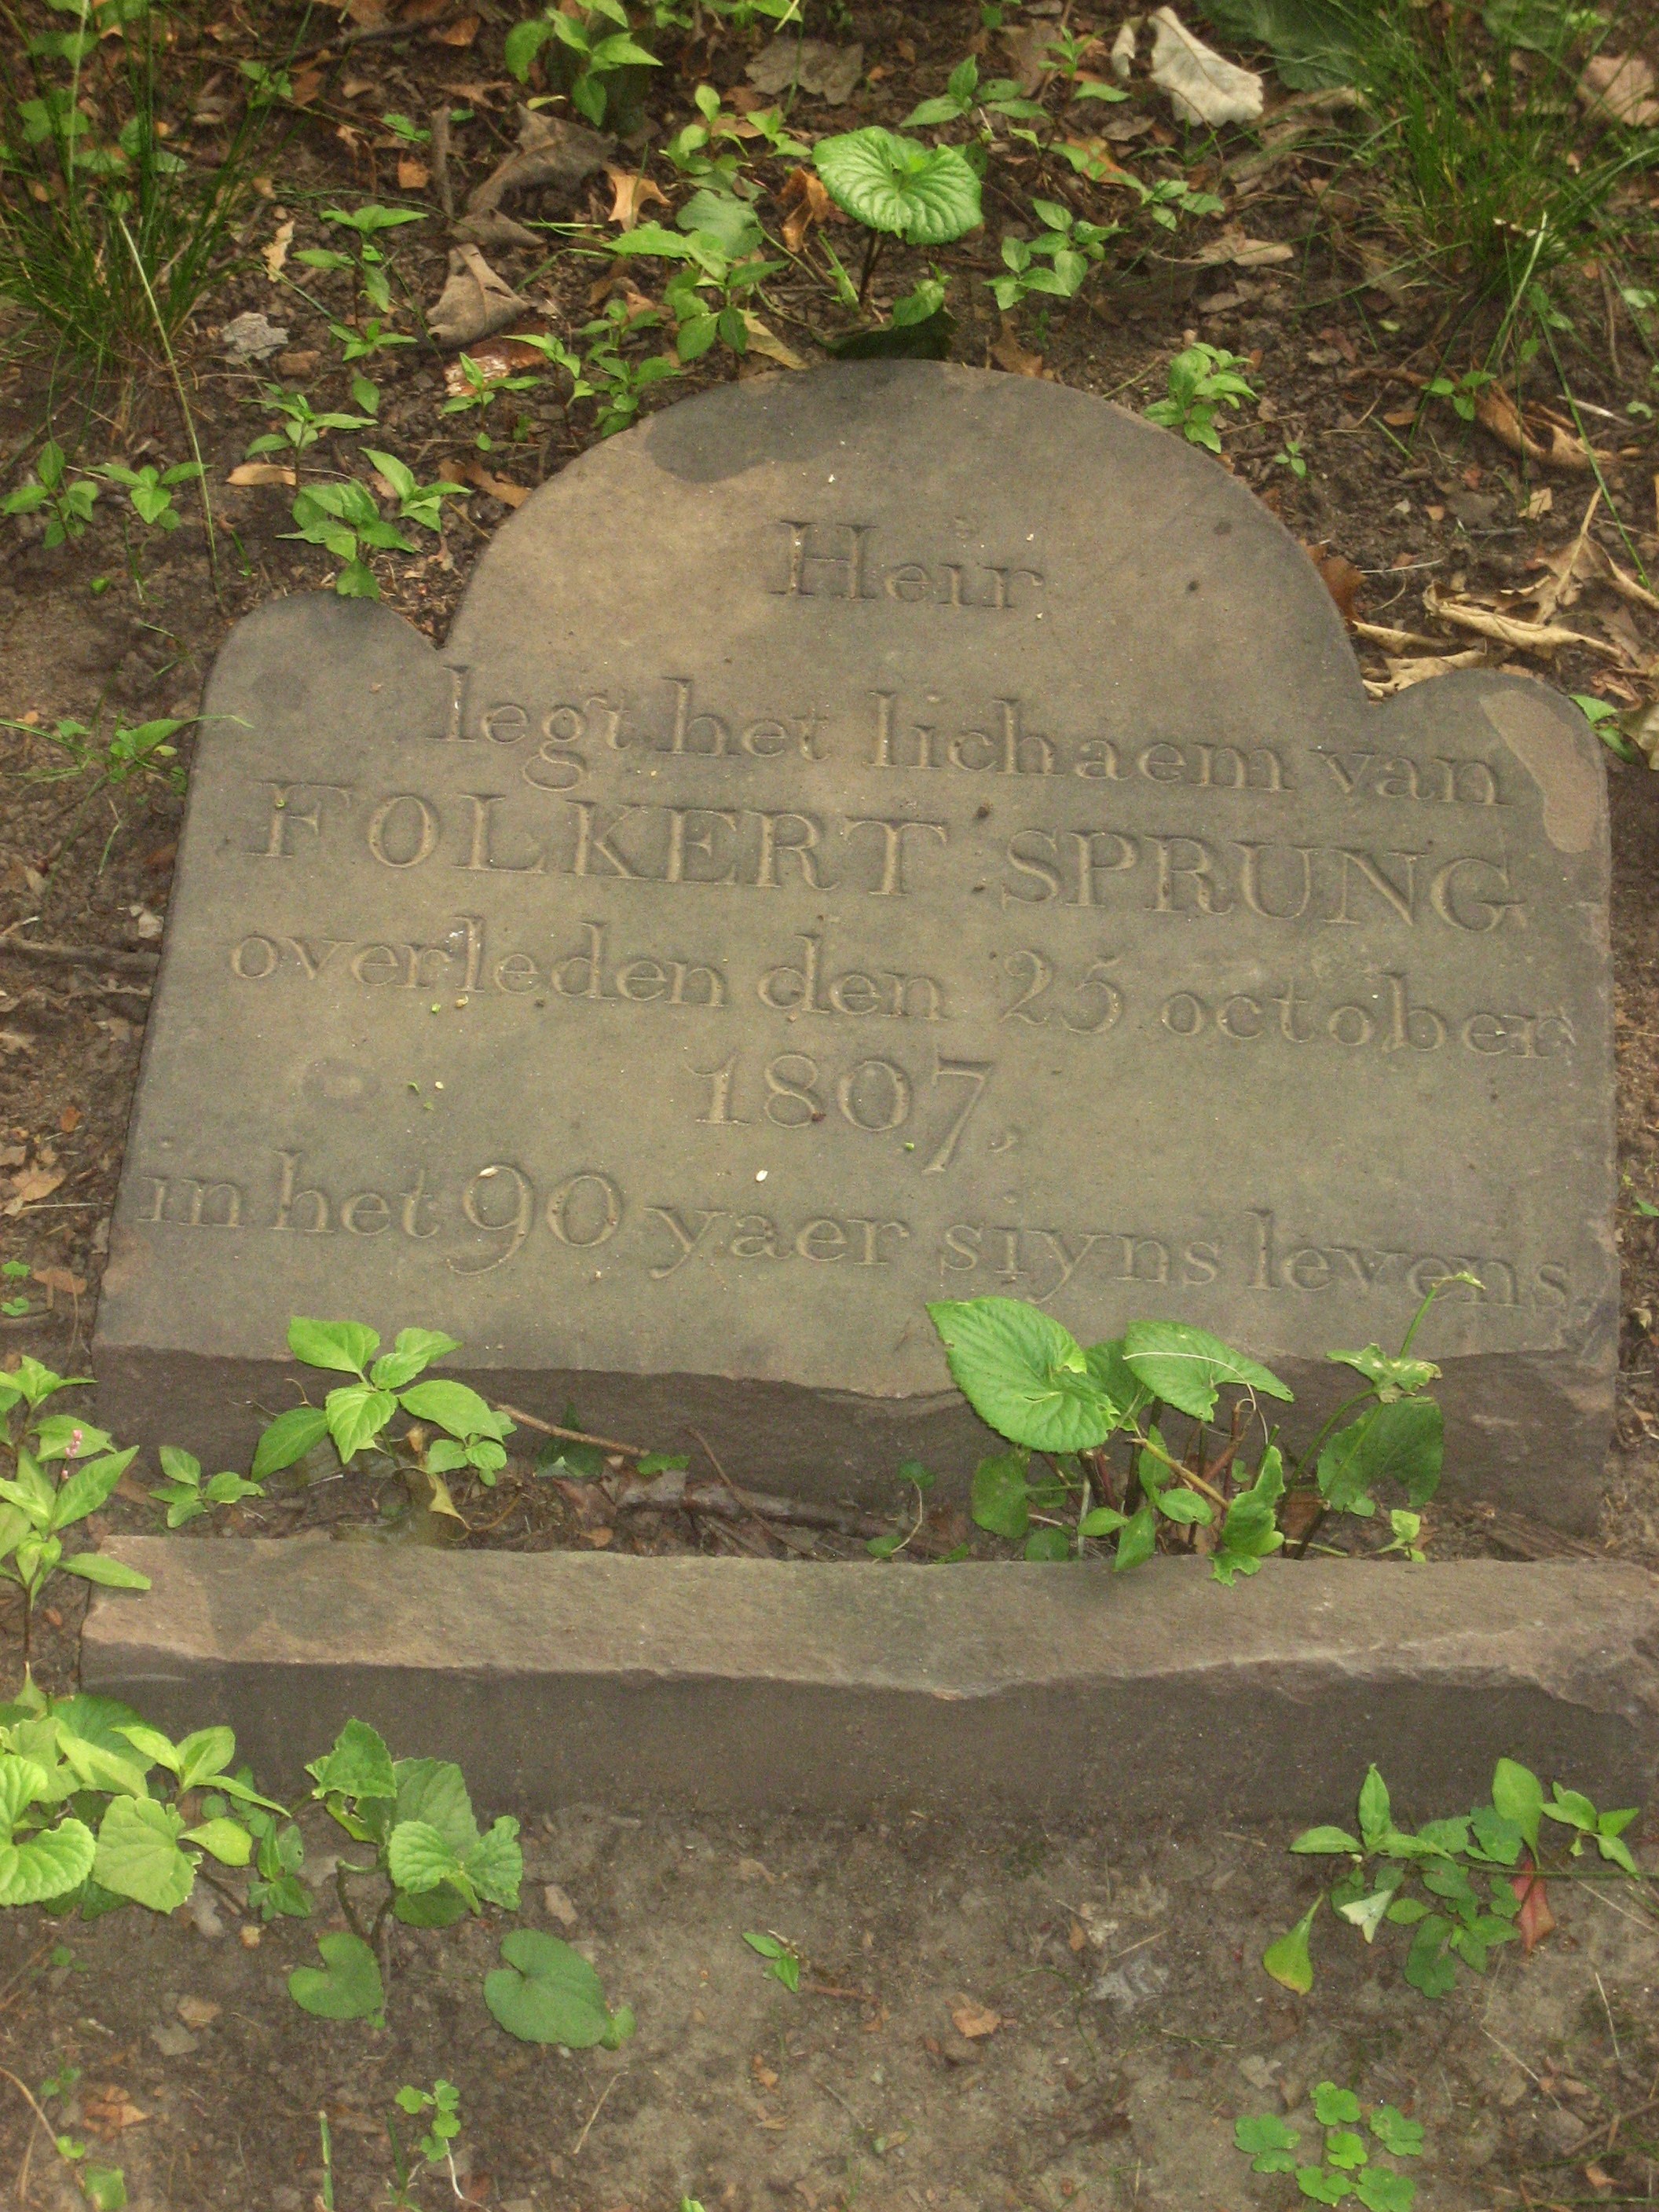 Heir
legt het lichaem van
FOLKERT SPRUNG
overleden den 25 october
1807,
in het 90 yaer siyns levens